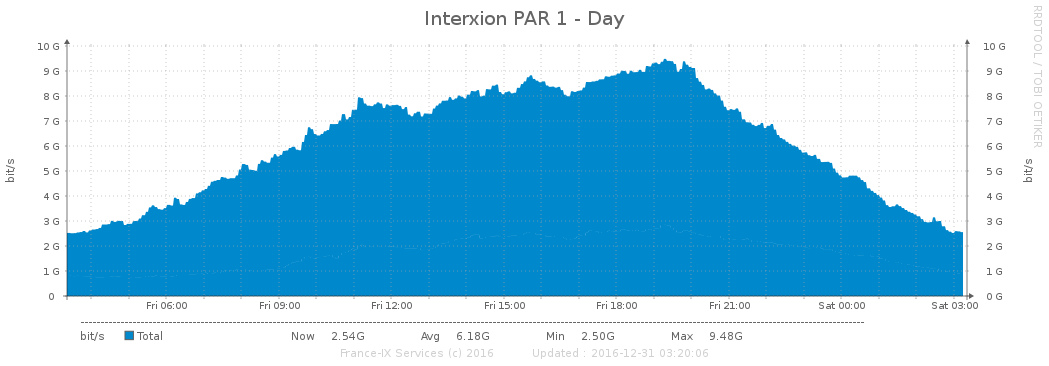 Interxion PAR 1 - Day
RRDTOOL / TOBI OETIKER
bit/s
10 G 10 G
9 G 9 G
8 G 8 G
7 G 7 G
6 G 6 G
5 G 5 G
4 G 4 G
3 G 3 G
2 G 2 G
1 G 1 G
0 0 G
bit/s
Fri 06:00 Fri 09:00 Fri 12:00 Fri 15:00 Fri 18:00 Fri 21:00 Sat 00:00 Sat 03:00
bit/s Total Now 2.54G Avg 6.18G Min 2.50G Max 9.48G
France-IX Services (c) 2016 Updated : 2016-12-31 03:20:06